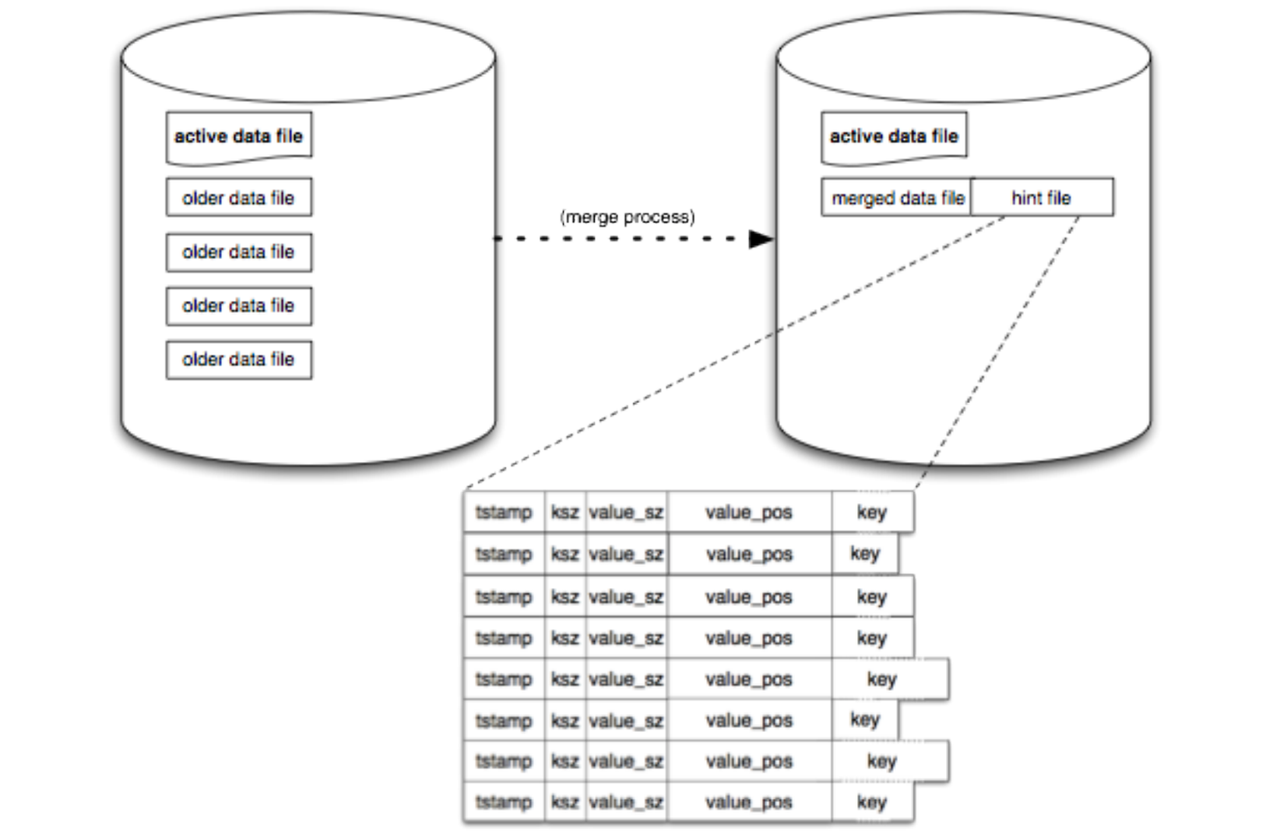 active data file
older data file
older data file
older data file
older data file
(merge process)
active data file
merged data file hint file
tstamp ksz value_sz value_pos key
tstamp ksz value_sz value_pos key
tstamp ksz value_sz value_pos key
tstamp ksz value_sz value_pos key
tstamp ksz value_sz value_pos key
tstamp ksz value_sz value_pos key
tstamp ksz value_sz value_pos key
tstamp ksz value_sz value_pos key